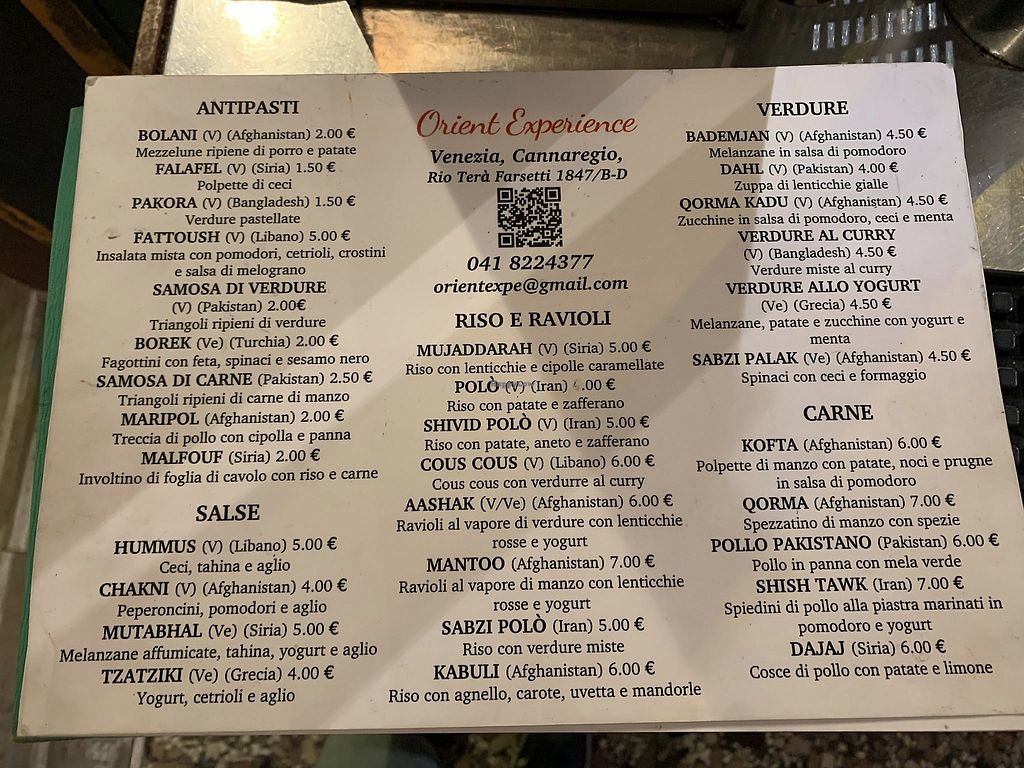 ANTIPASTI
BOLANI (V) (Afghanistan) 2.00 €
Mezzelune ripiene di porro e patate
FALAFEL (V) (Siria) 1.50 €
Polpette di ceci
PAKORA (V) (Bangladesh) 1.50 €
Verdure pastellate
FATTOUSH (V) (Libano) 5.00 €
Insalata mista con pomodori, cetrioli, crostini
e salsa di melograno
SAMOSA DI VERDURE
(V) (Pakistan) 2.00€
Triangoli ripieni di verdure
BOREK (Ve) (Turchia) 2.00 €
Fagottini con feta, spinaci e sesamo nero
SAMOSA DI CARNE (Pakistan) 2.50 €
Triangoli ripieni di carne di manzo
MARIPOL (Afghanistan) 2.00 €
Treccia di pollo con cipolla e panna
MALFOUF (Siria) 2.00 €
Involtino di foglia di cavolo con riso e carne
SALSE
HUMMUS (V) (Libano) 5.00 €
Ceci, tahina e aglio
CHAKNI (V) (Afghanistan) 4.00 €
Peperoncini, pomodori e aglio
MUTABHAL (Ve) (Siria) 5.00 €
Melanzane affumicate, tahina, yogurt e aglio
TZATZIKI (Ve) (Grecia) 4.00 €
Yogurt, cetrioli e aglio
Orient Experience
Venezia, Cannaregio,
Rio Terà Farsetti 1847/B-D
041 8224377
orientexpe@gmail.com
RISO E RAVIOLI
MUJADDARAH (V) (Siria) 5.00 €
Riso con lenticchie e cipolle caramellate
POLÒ (V) (Iran) .00 €
Riso con patate e zafferano
SHIVID POLÒ (V) (Iran) 5.00 €
Riso con patate, aneto e zafferano
COUS COUS (V) (Libano) 6.00 €
Cous cous con verdurre al curry
AASHAK (V/Ve) (Afghanistan) 6.00 €
Ravioli al vapore di verdure con lenticchie
rosse e yogurt
MANTOO (Afghanistan) 7.00 €
Ravioli al vapore di manzo con lenticchie
rosse e yogurt
SABZI POLÒ (Iran) 5.00 €
Riso con verdure miste
KABULI (Afghanistan) 6.00 €
Riso con agnello, carote, uvetta e mandorle
VERDURE
BADEMJAN (V) (Afghanistan) 4.50 €
Melanzane in salsa di pomodoro
DAHL (V) (Pakistan) 4.00 €
Zuppa di lenticchie gialle
QORMA KADU (V) (Afghanistan) 4.50 €
Zucchine in salsa di pomodoro, ceci e menta
VERDURE AL CURRY
(V) (Bangladesh) 4.50 €
Verdure miste al curry
VERDURE ALLO YOGURT
(Ve) (Grecia) 4.50 €
Melanzane, patate e zucchine con yogurt e
menta
SABZI PALAK (Ve) (Afghanistan) 4.50 €
Spinaci con ceci e formaggio
CARNE
KOFTA (Afghanistan) 6.00 €
Polpette di manzo con patate, noci e prugne
in salsa di pomodoro
QORMA (Afghanistan) 7.00 €
Spezzatino di manzo con spezie
POLLO PAKISTANO (Pakistan) 6.00 €
Pollo in panna con mela verde
SHISH TAWK (Iran) 7.00 €
Spiedini di pollo alla piastra marinati in
pomodoro e yogurt
DAJAJ (Siria) 6.00 €
Cosce di pollo con patate e limone